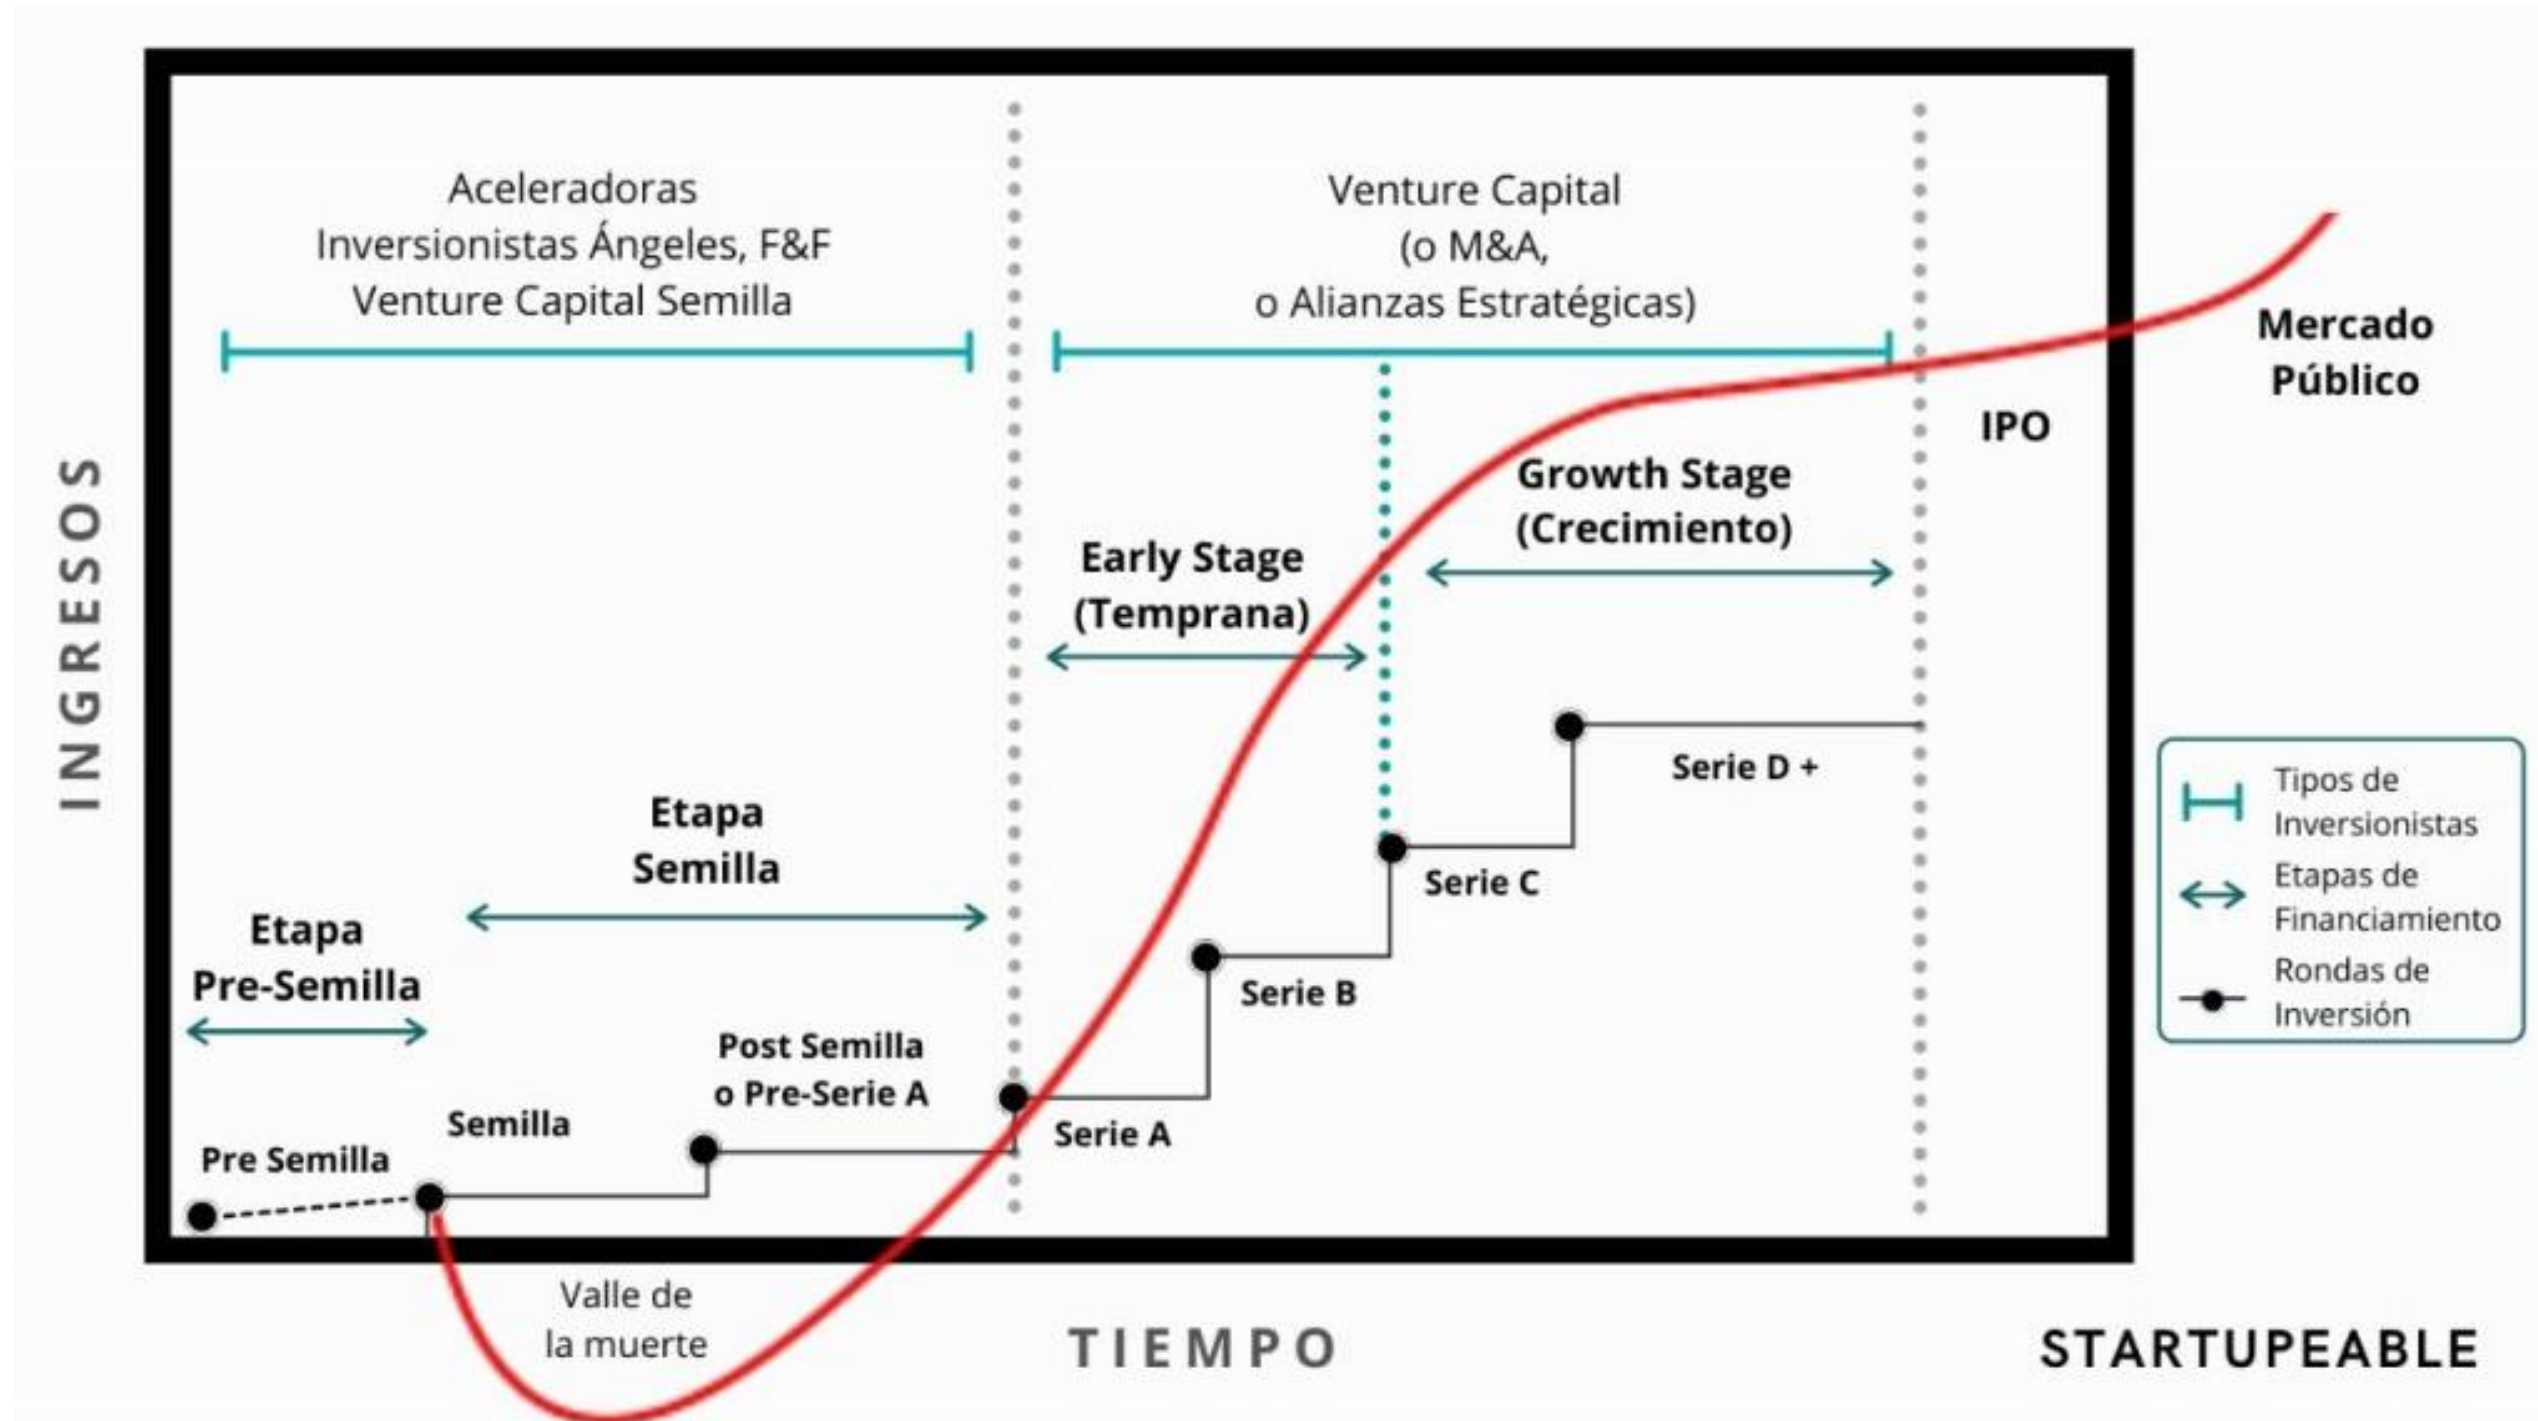 Aceleradoras
Inversionistas Ángeles, F&F
Venture Capital Semilla
Venture Capital
(o M&A,
o Alianzas Estratégicas)
Mercado
Público
IPO
Growth Stage
(Crecimiento)
Early Stage
(Temprana)
INGRESOS
Serie D +
Etapa
Semilla
Serie C
Etapa
Pre-Semilla
Serie B
Post Semilla
o Pre-Serie A
Semilla
Serie A
Pre Semilla
Tipos de
Inversionistas
Etapas de
Financiamiento
Rondas de
Inversión
Valle de
la muerte
TIEMPO
STARTUPEABLE